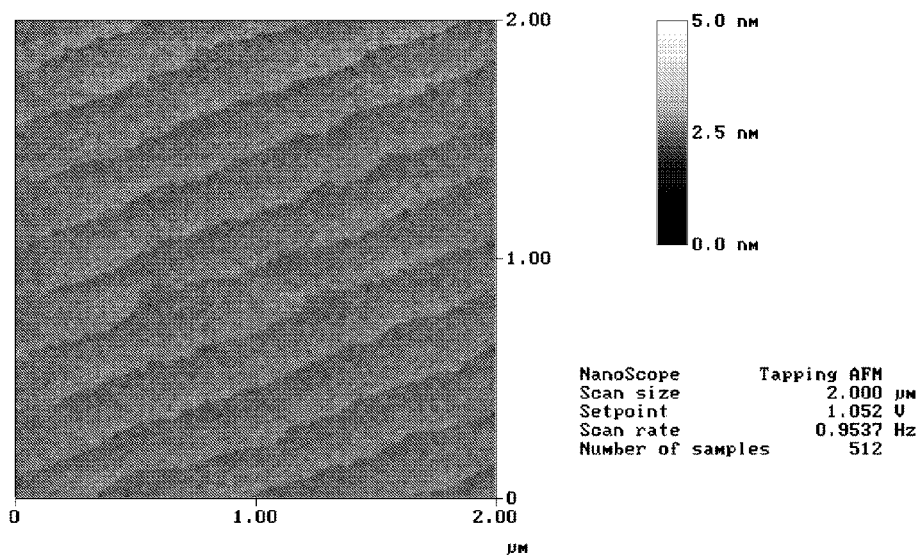 2.00
1.00
0
0
1.00
2.00
µM
5.0 nM
2.5 nM
0.0 nM
NanoScope Tapping AFM
Scan size 2.000 µM
Setpoint 1.052 V
Scan rate 0.9537 Hz
Number of samples 512